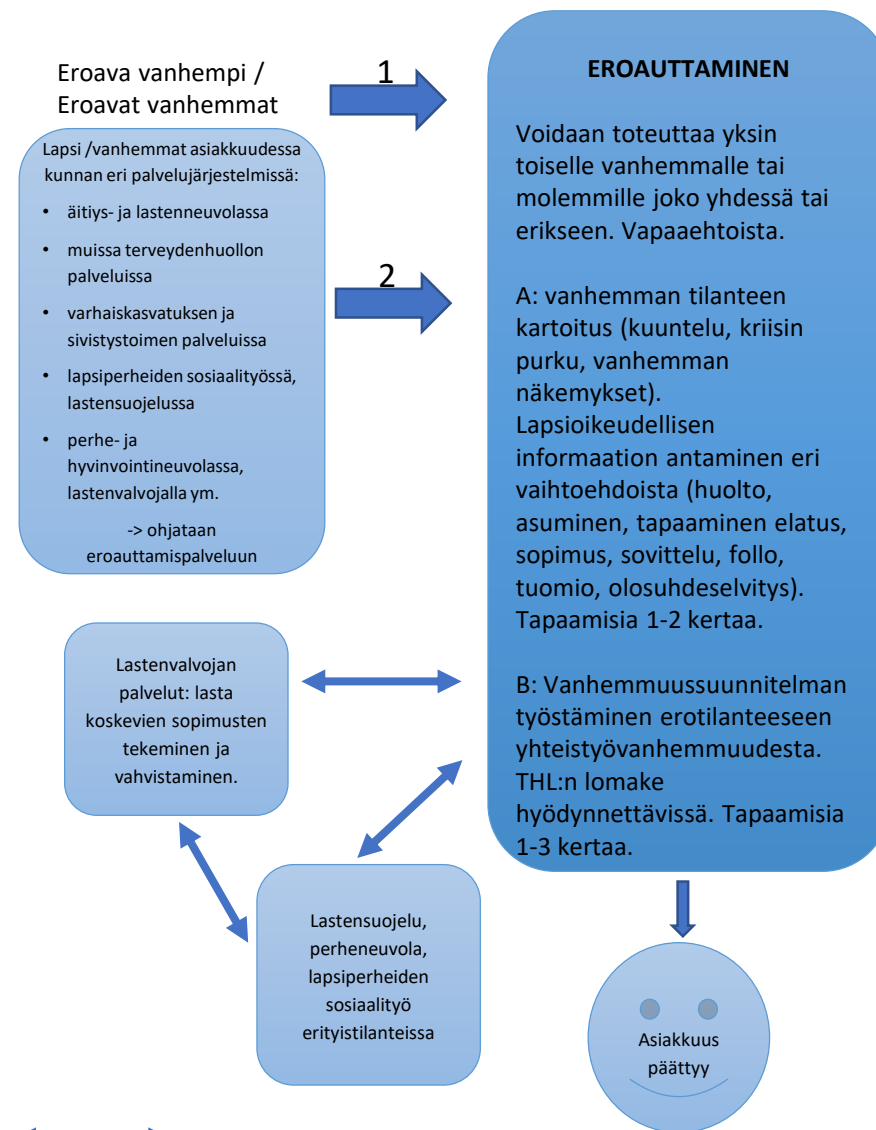 Eroava vanhempi /
Eroavat vanhemmat
1
Lapsi /vanhemmat asiakkuudessa
kunnan eri palvelujärjestelmissä:
• äitiys- ja lastenneuvolassa
• muissa terveydenhuollon
palveluissa
• varhaiskasvatuksen ja
sivistystoimen palveluissa
• lapsiperheiden sosiaalityössä,
lastensuojelussa
• perhe- ja
hyvinvointineuvolassa,
lastenvalvojalla ym.
-> ohjataan
eroauttamispalveluun
2
EROAUTTAMINEN
Voidaan toteuttaa yksin
toiselle vanhemmalle tai
molemmille joko yhdessä tai
erikseen. Vapaaehtoista.
A: vanhemman tilanteen
kartoitus (kuuntelu, kriisin
purku, vanhemman
näkemykset).
Lapsioikeudellisen
informaation antaminen eri
vaihtoehdoista (huolto,
asuminen, tapaaminen elatus,
sopimus, sovittelu, follo,
tuomio, olosuhdeselvitys).
Tapaamisia 1-2 kertaa.
B: Vanhemmuussuunnitelman
työstäminen erotilanteeseen
yhteistyövanhemmuudesta.
THL:n lomake
hyödynnettävissä. Tapaamisia
1-3 kertaa.
Lastenvalvojan
palvelut: lasta
koskevien sopimusten
tekeminen ja
vahvistaminen.
Lastensuojelu,
perheneuvola,
lapsiperheiden
sosiaalityö
erityistilanteissa
Asiakkuus
päättyy